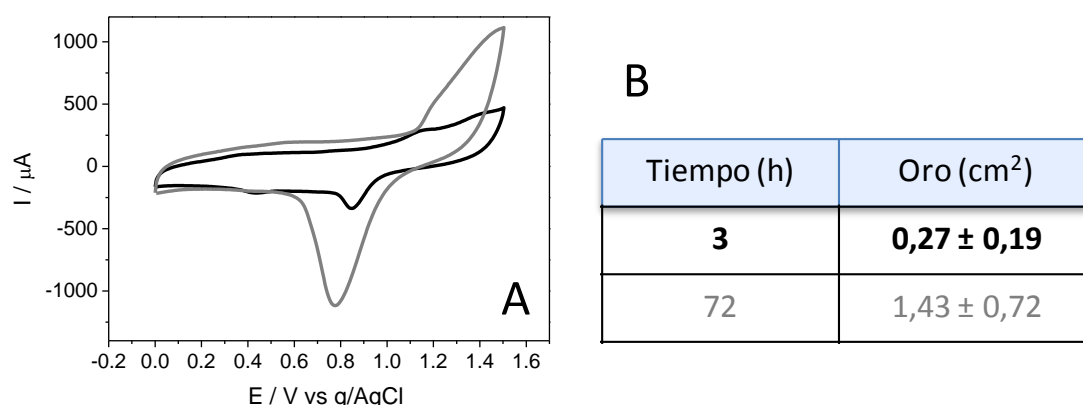 1000
500
0
-500
-1000
I / μA
-0.2 0.0 0.2 0.4 0.6 0.8 1.0 1.2 1.4 1.6
E / V vs g/AgCl
A
B
Tiempo (h) Oro (cm²)
3 0,27 ± 0,19
72 1,43 ± 0,72